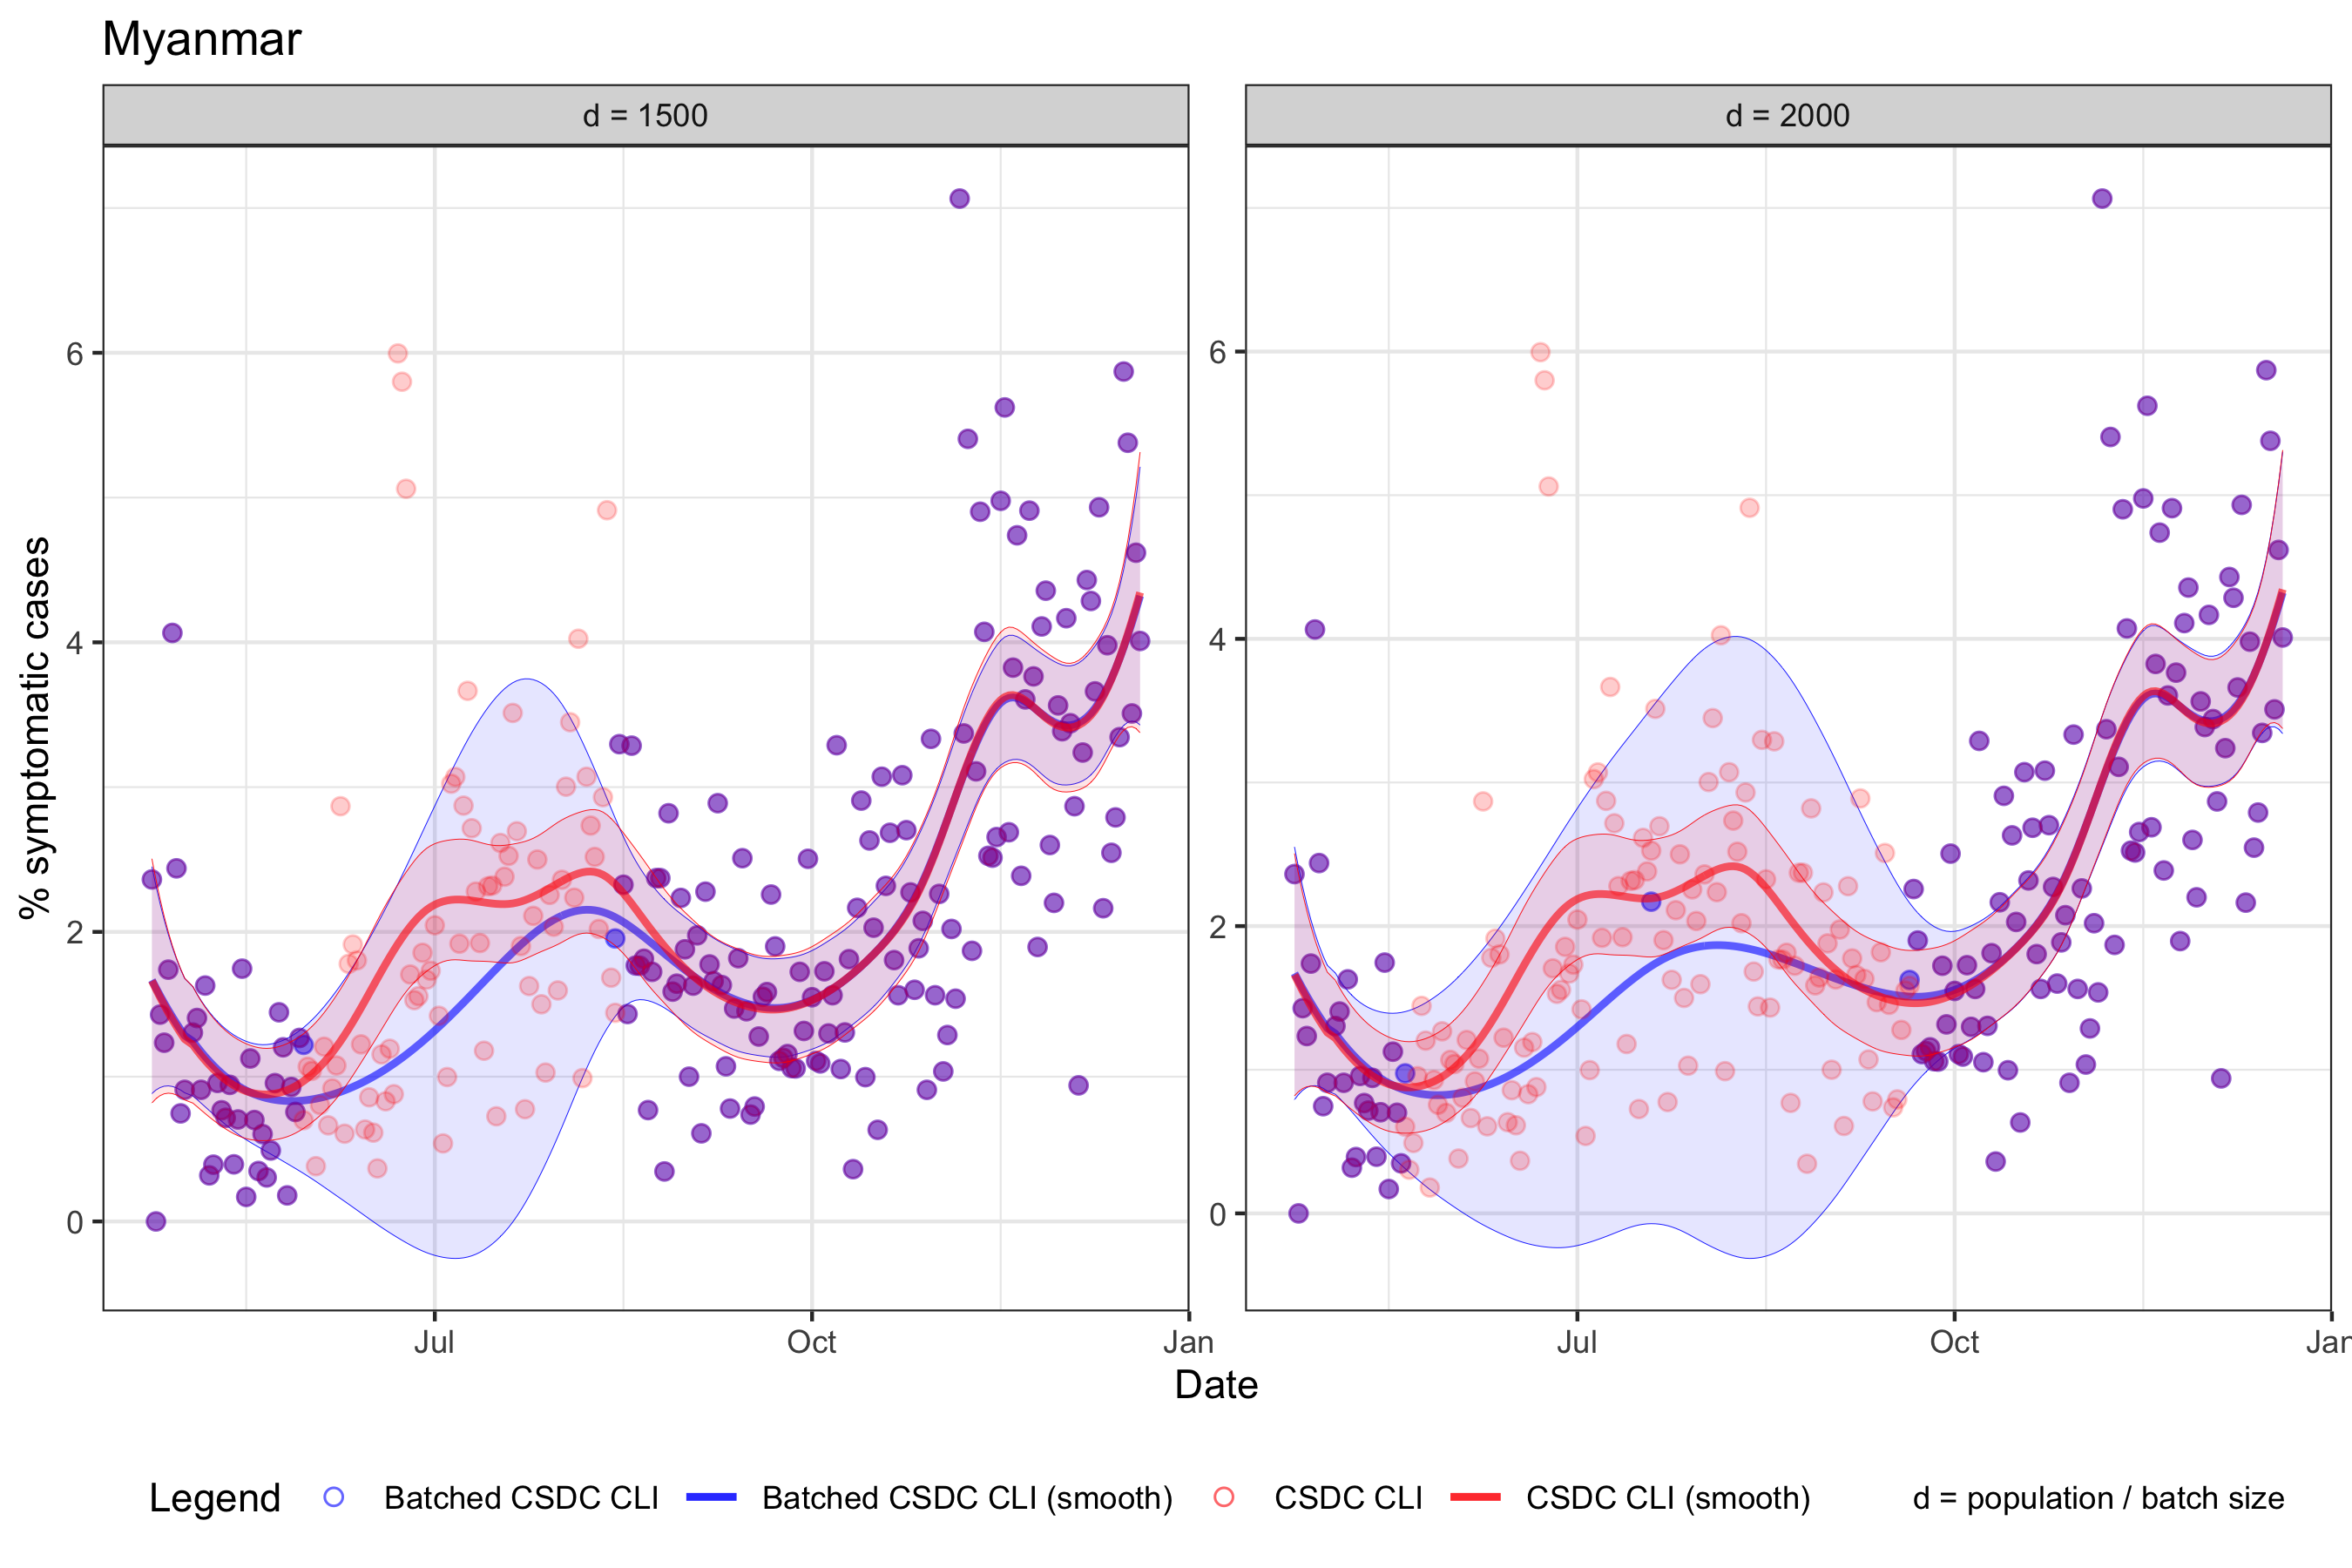 Myanmar
d = 1500
d = 2000
% symptomatic cases
6
4
2
0
6
4
2
0
Jul
Oct
Jan
Jul
Oct
Jan
Date
Legend
Batched CSDC CLI
Batched CSDC CLI (smooth)
CSDC CLI
CSDC CLI (smooth)
d = population / batch size